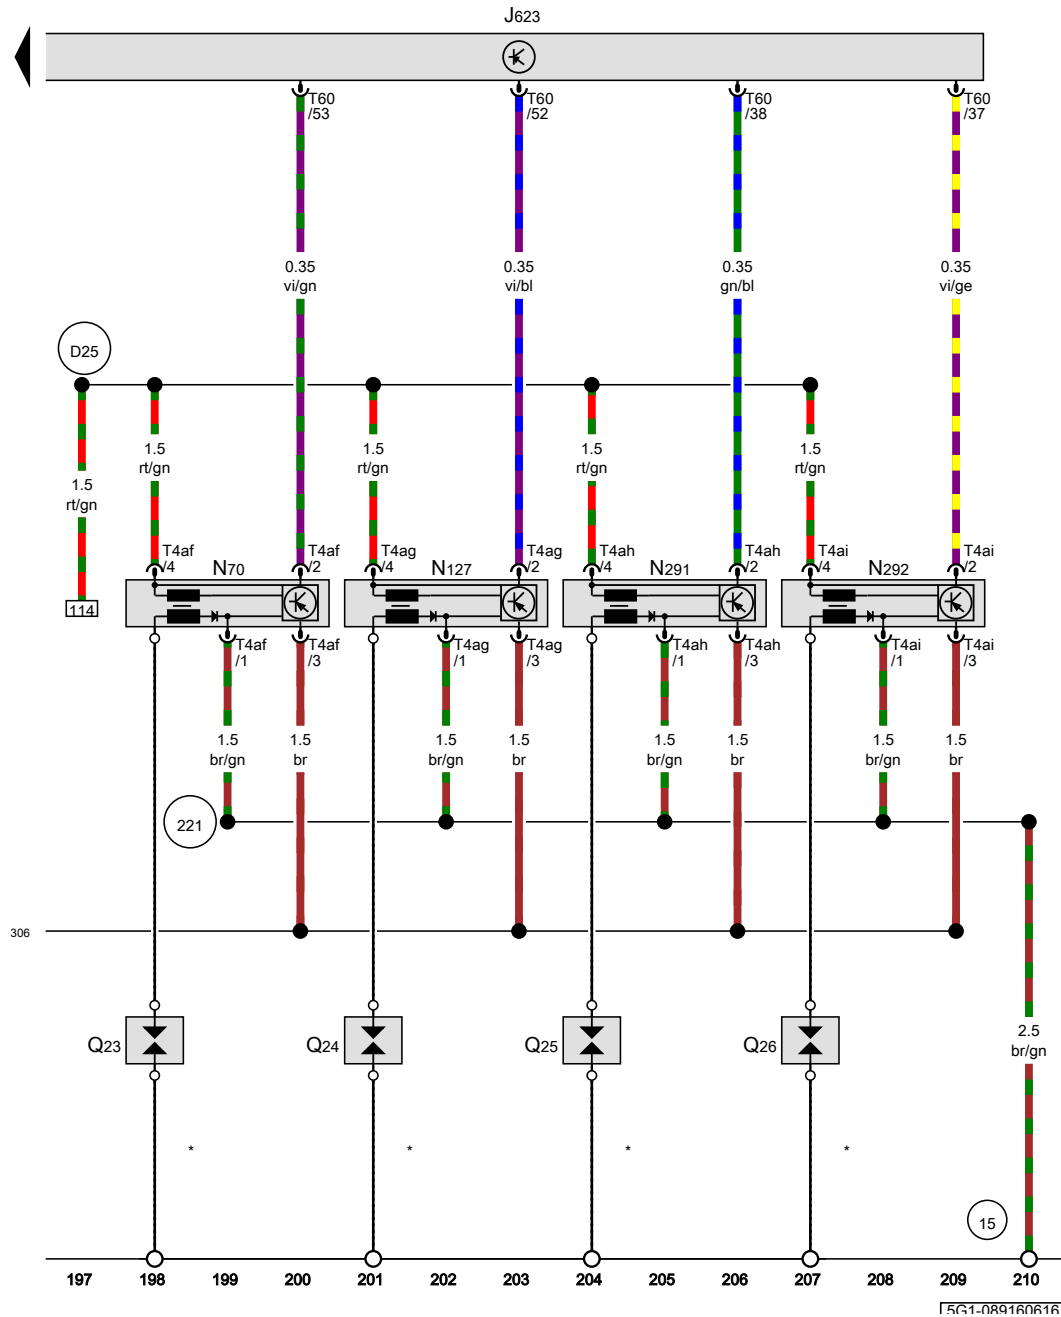 J623
T60 T60 T60 T60
/53 /52 /38 /37
0.35 0.35 0.35 0.35
vi/gn vi/bl gn/bl vi/ge
D25
1.5 1.5 1.5 1.5
rt/gn rt/gn rt/gn rt/gn
1.5
rt/gn
T4af T4af T4ag T4ag T4ah T4ah T4ai T4ai
/4 N70 /2 /4 N127 /2 /4 N291 /2 /4 N292 /2
114
T4af T4af T4ag T4ag T4ah T4ah T4ai T4ai
/1 /3 /1 /3 /1 /3 /1 /3
1.5 1.5 1.5 1.5 1.5 1.5 1.5 1.5
br/gn br br/gn br br/gn br br/gn br
221
306
Q23 Q24 Q25 Q26
2.5
br/gn
* * * *
15
197 198 199 200 201 202 203 204 205 206 207 208 209 210
5G1-089160616